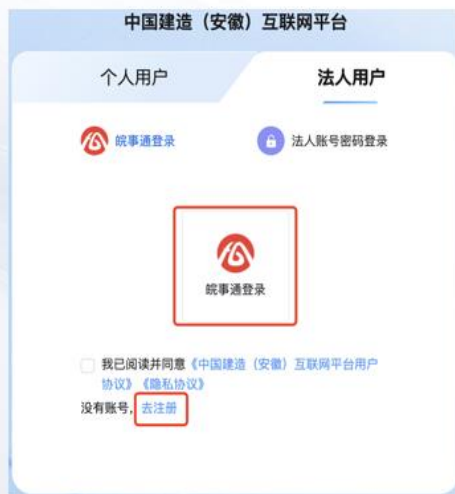 中国建造（安徽）互联网平台
个人用户
法人用户
皖事通登录
法人账号密码登录
皖事通登录
我已阅读并同意《中国建造（安徽）互联网平台用户
协议》《隐私协议》
没有账号，去注册